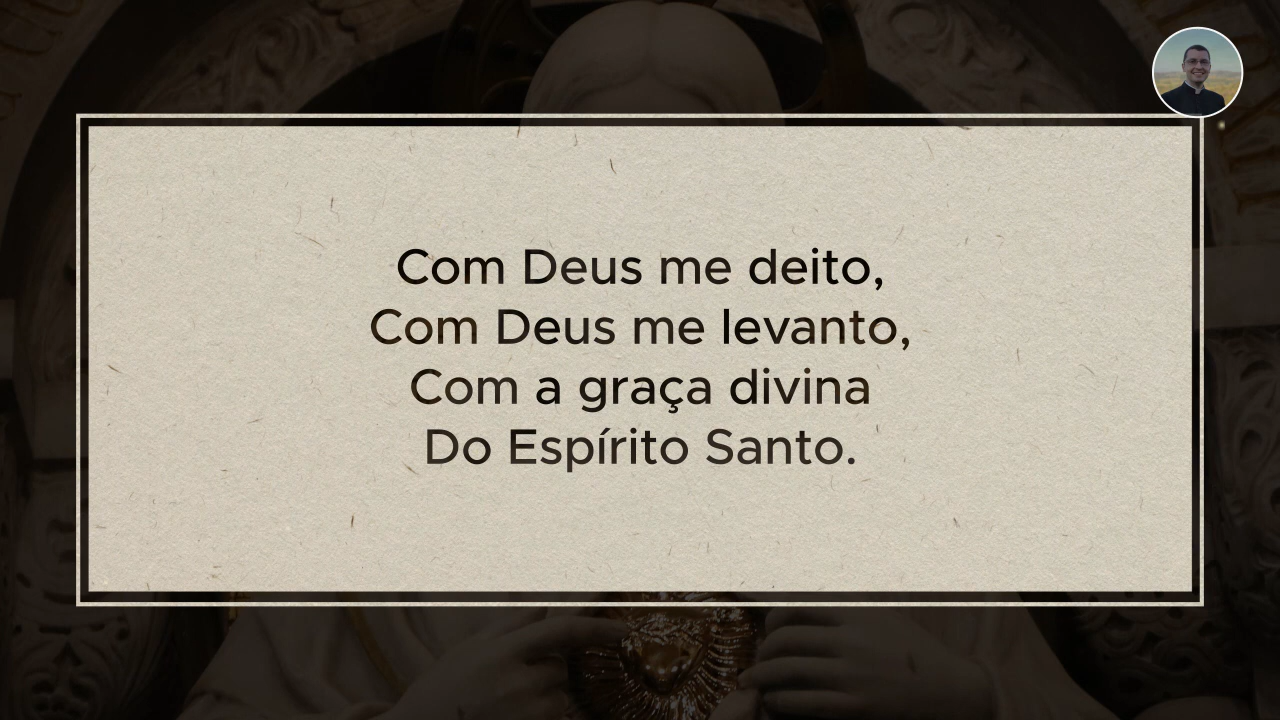 Com Deus me deito,
Com Deus me levanto,
Com a graça divina
Do Espírito Santo.